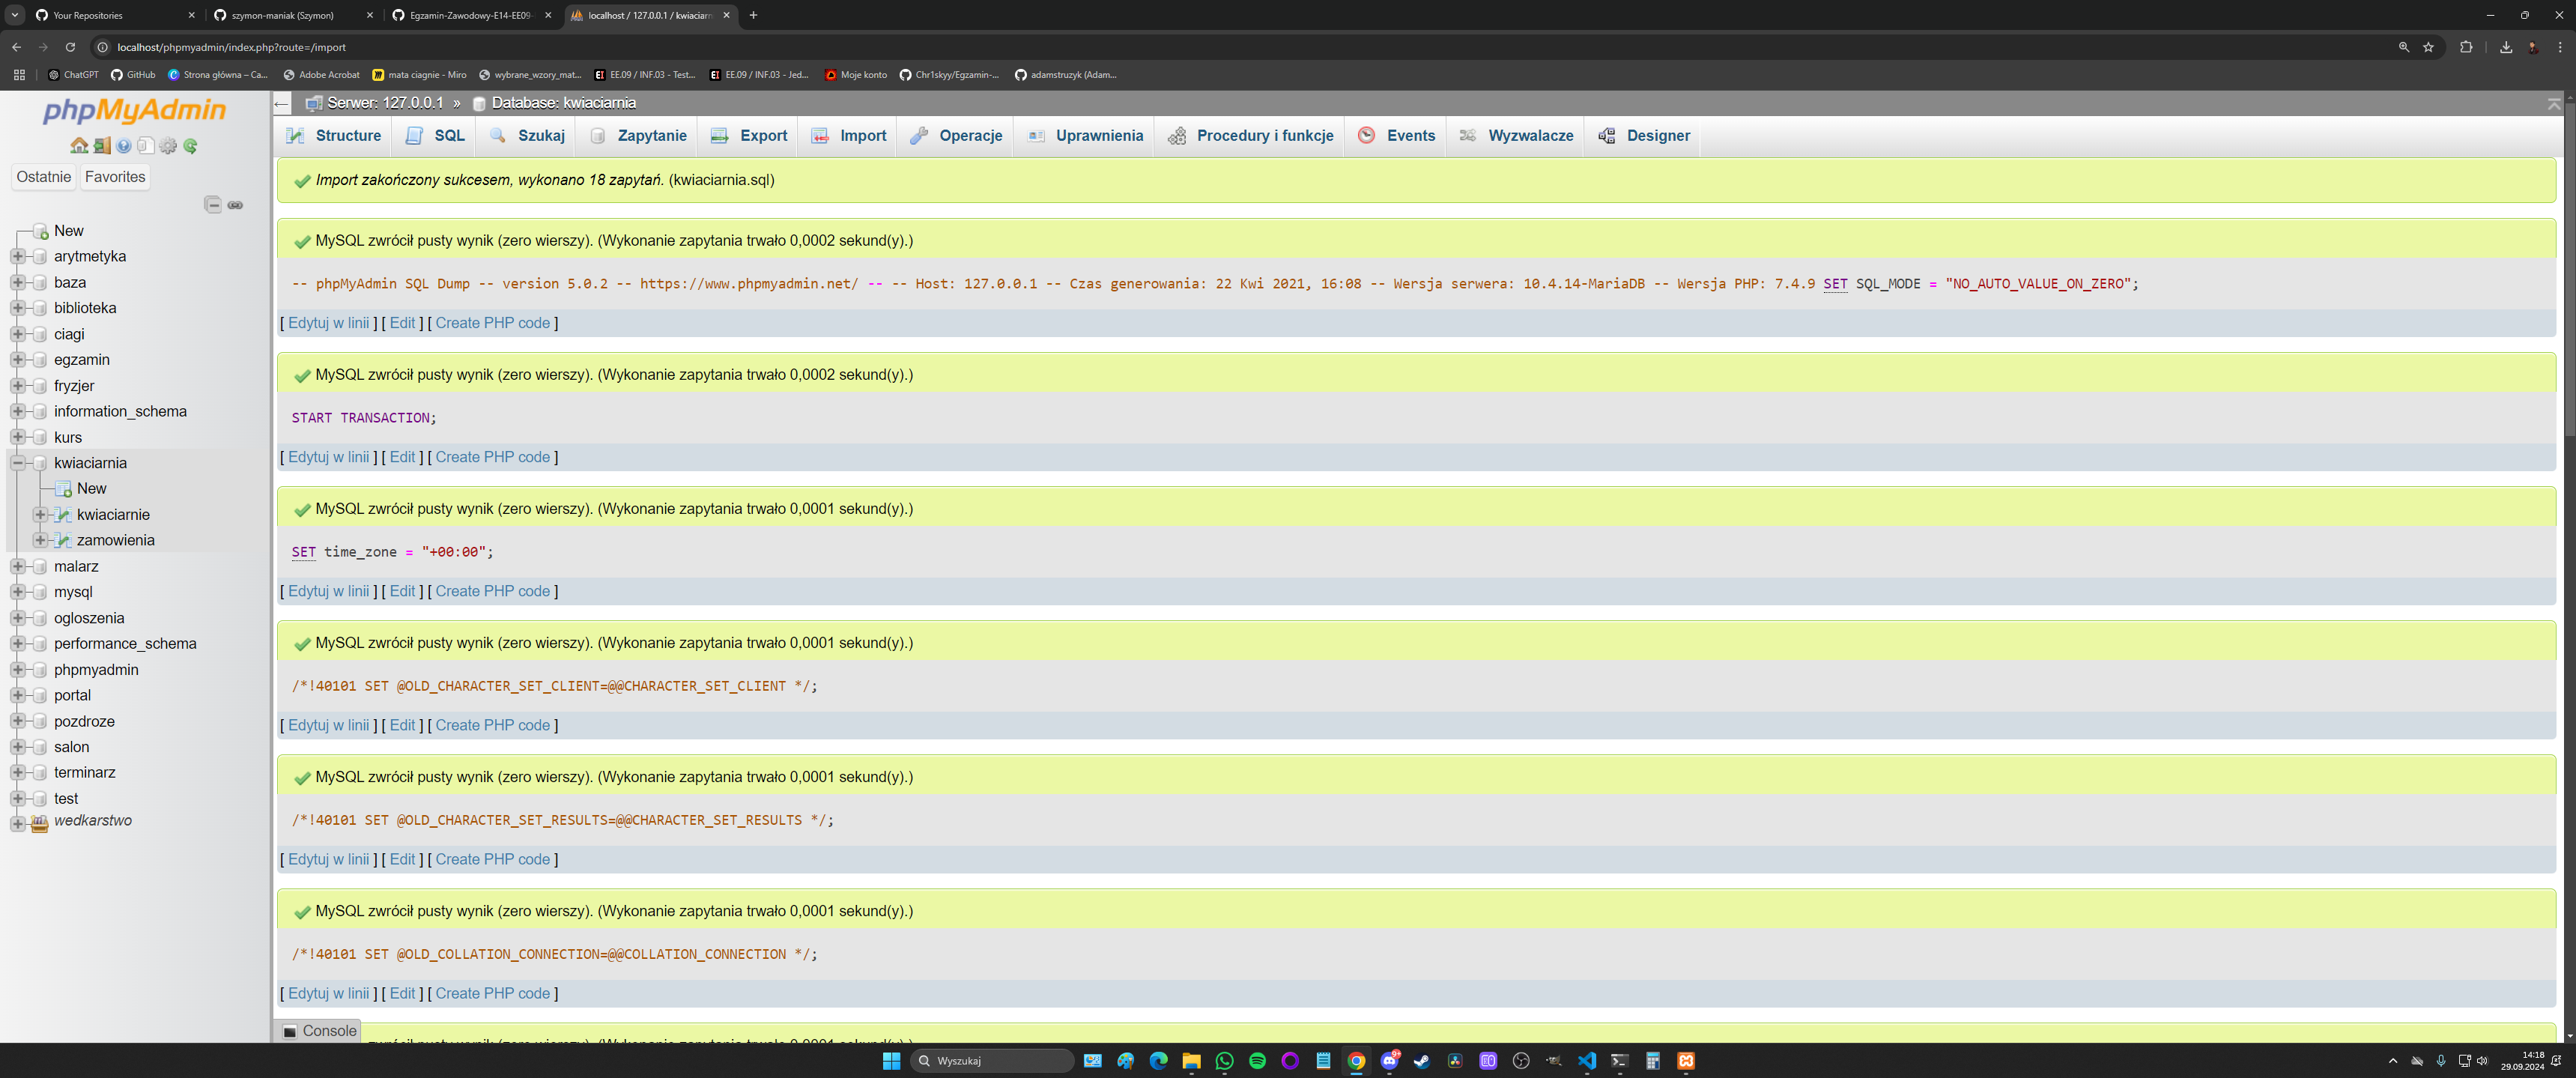 Your Repositories
szymon-maniak (Szymon)
Egzamin-Zawodowy-E14-EE09-
localhost / 127.0.0.1 / kwiaciarn
localhost/phpmyadmin/index.php?route=/import
ChatGPT
GitHub
Strona główna – Ca...
Adobe Acrobat
mata ciagnie - Miro
wybrane_wzory_mat...
EE.09 / INF.03 - Test...
EE.09 / INF.03 - Jed...
Moje konto
Chr1skyy/Egzamin-...
adamstruzyk (Adam...
phpMyAdmin
Ostatnie
Favorites
New
arytmetyka
baza
biblioteka
ciagi
egzamin
fryzjer
information_schema
kurs
kwiaciarnia
New
kwiaciarnie
zamowienia
malarz
mysql
ogloszenia
performance_schema
phpmyadmin
portal
pozdroze
salon
terminarz
test
wedkarstwo
Serwer: 127.0.0.1 » Database: kwiaciarnia
Structure
SQL
Szukaj
Zapytanie
Export
Import
Operacje
Uprawnienia
Procedury i funkcje
Events
Wyzwalacze
Designer
Import zakończony sukcesem, wykonano 18 zapytań. (kwiaciarnia.sql)
MySQL zwrócił pusty wynik (zero wierszy). (Wykonanie zapytania trwało 0,0002 sekund(y).)
-- phpMyAdmin SQL Dump -- version 5.0.2 -- https://www.phpmyadmin.net/ -- -- Host: 127.0.0.1 -- Czas generowania: 22 Kwi 2021, 16:08 -- Wersja serwera: 10.4.14-MariaDB -- Wersja PHP: 7.4.9 SET SQL_MODE = "NO_AUTO_VALUE_ON_ZERO";
[ Edytuj w linii ] [ Edit ] [ Create PHP code ]
MySQL zwrócił pusty wynik (zero wierszy). (Wykonanie zapytania trwało 0,0002 sekund(y).)
START TRANSACTION;
[ Edytuj w linii ] [ Edit ] [ Create PHP code ]
MySQL zwrócił pusty wynik (zero wierszy). (Wykonanie zapytania trwało 0,0001 sekund(y).)
SET time_zone = "+00:00";
[ Edytuj w linii ] [ Edit ] [ Create PHP code ]
MySQL zwrócił pusty wynik (zero wierszy). (Wykonanie zapytania trwało 0,0001 sekund(y).)
/*!40101 SET @OLD_CHARACTER_SET_CLIENT=@@CHARACTER_SET_CLIENT */;
[ Edytuj w linii ] [ Edit ] [ Create PHP code ]
MySQL zwrócił pusty wynik (zero wierszy). (Wykonanie zapytania trwało 0,0001 sekund(y).)
/*!40101 SET @OLD_CHARACTER_SET_RESULTS=@@CHARACTER_SET_RESULTS */;
[ Edytuj w linii ] [ Edit ] [ Create PHP code ]
MySQL zwrócił pusty wynik (zero wierszy). (Wykonanie zapytania trwało 0,0001 sekund(y).)
/*!40101 SET @OLD_COLLATION_CONNECTION=@@COLLATION_CONNECTION */;
[ Edytuj w linii ] [ Edit ] [ Create PHP code ]
Console
zwrócił pusty wynik (zero wierszy). (Wykonanie zapytania trwało 0,0001 sekund(y).)
Wyszukaj
14:18
29.09.2024